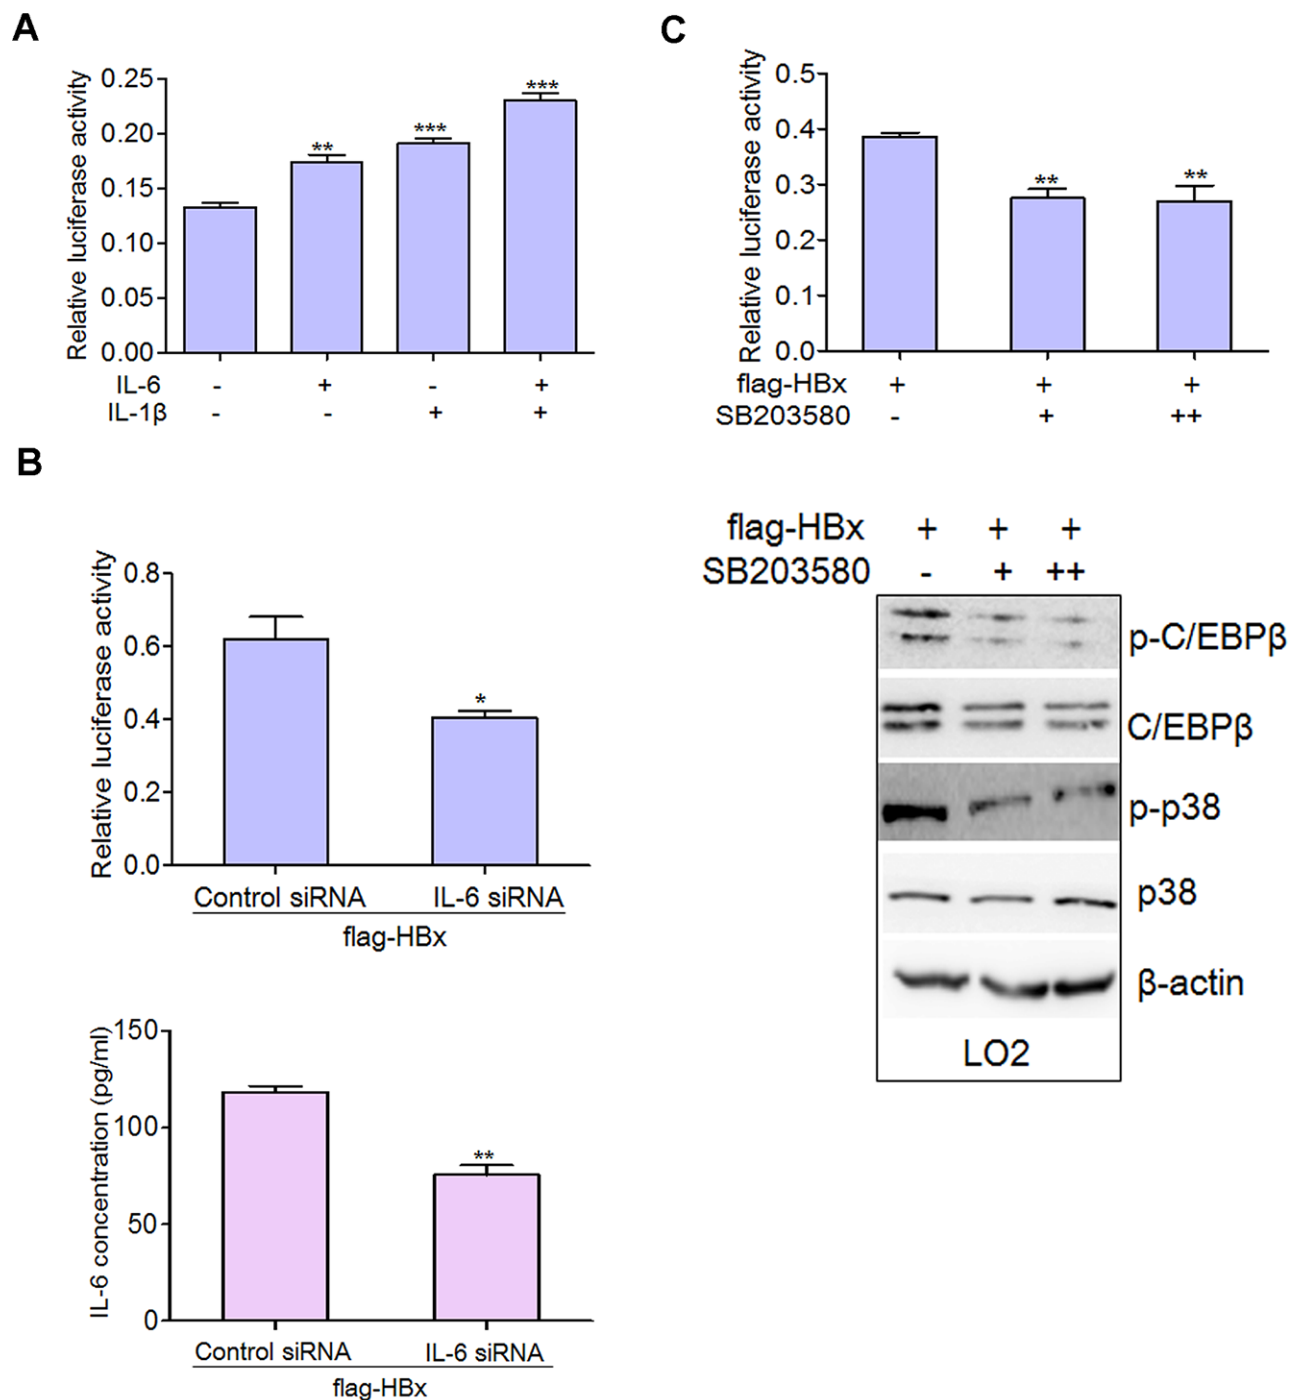 A
Relative luciferase activity
0.25
0.20
0.15
0.10
0.05
0.00
** *** ***
IL-6 - + - +
IL-1β - - + +
C
Relative luciferase activity
0.5
0.4
0.3
0.2
0.1
0.0
** **
flag-HBx + + +
SB203580 - + ++
B
Relative luciferase activity
0.8
0.6
0.4
0.2
0.0
*
Control siRNA IL-6 siRNA
flag-HBx
IL-6 concentration (pg/ml)
150
100
50
0
**
Control siRNA IL-6 siRNA
flag-HBx
flag-HBx + + +
SB203580 - + ++
p-C/EBPβ
C/EBPβ
p-p38
p38
β-actin
LO2